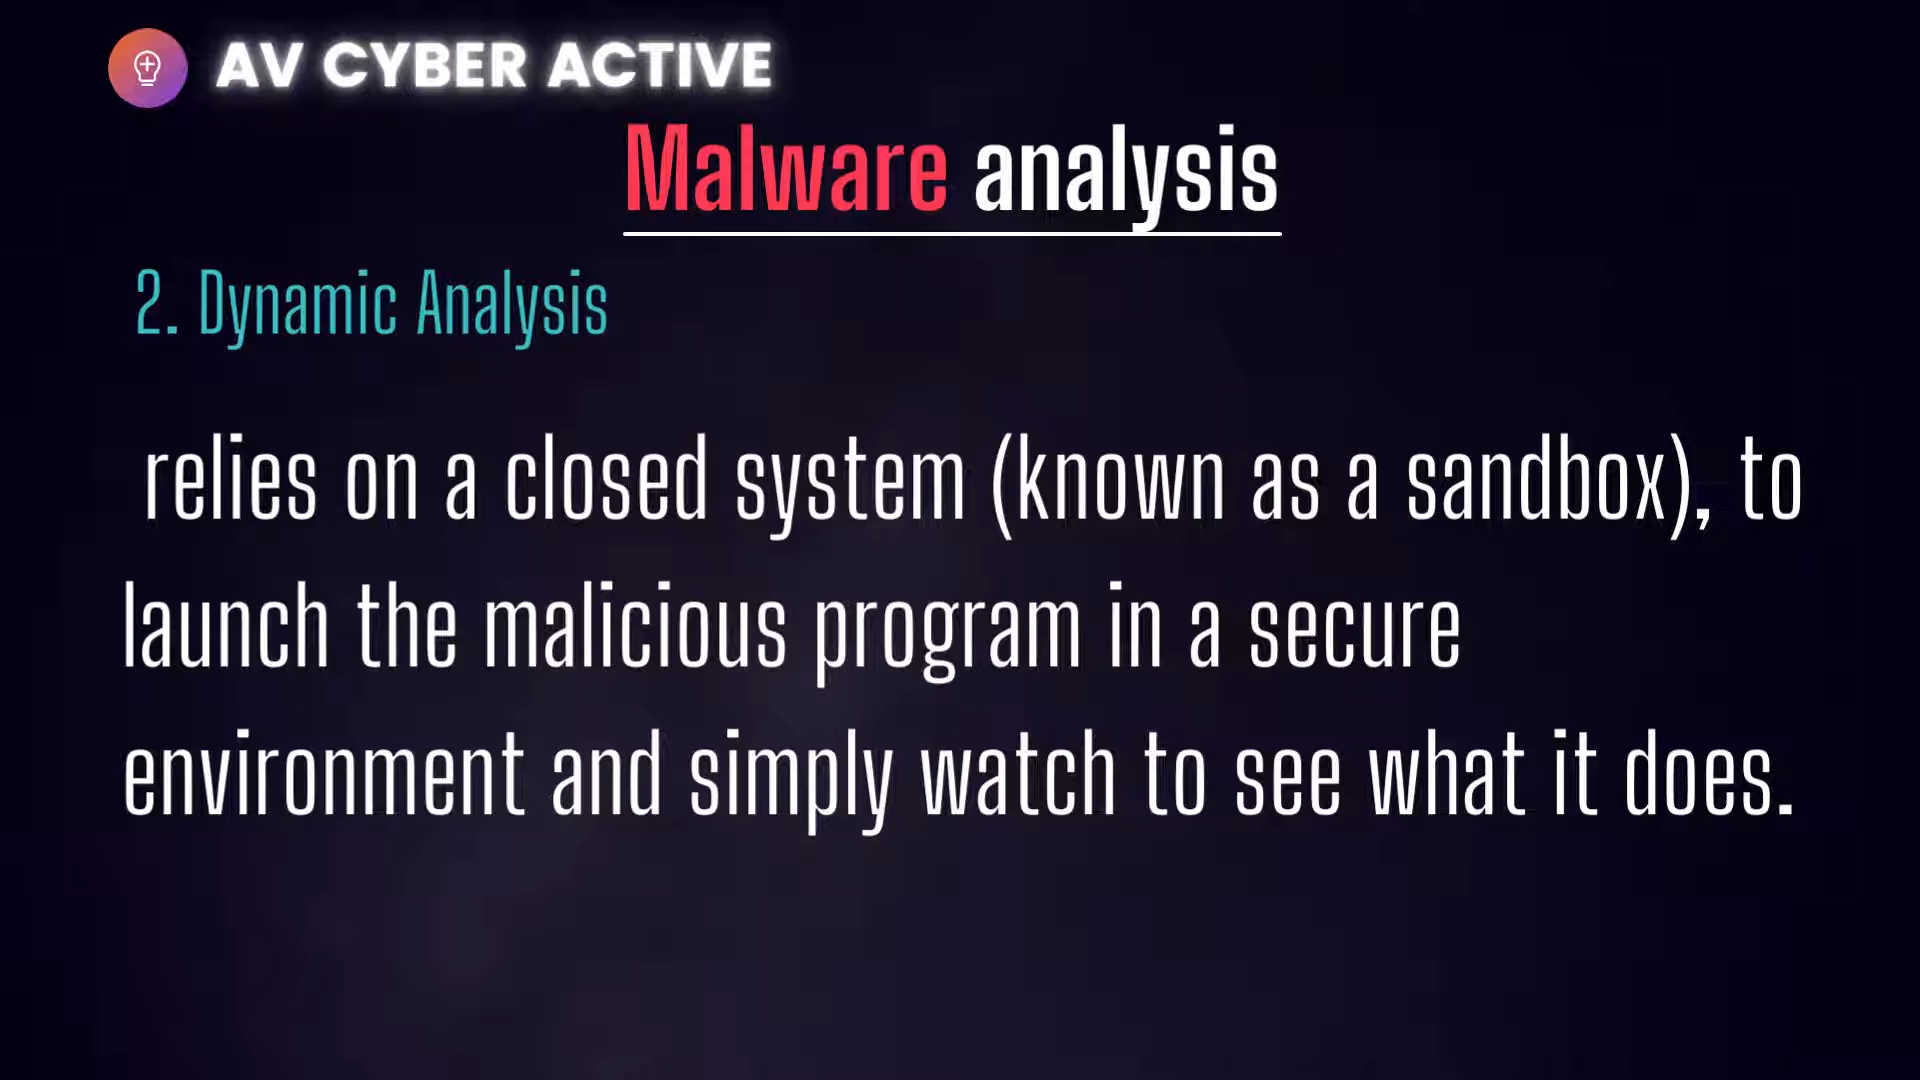 AV CYBER ACTIVE
Malware analysis
2. Dynamic Analysis
relies on a closed system (known as a sandbox), to
launch the malicious program in a secure
environment and simply watch to see what it does.